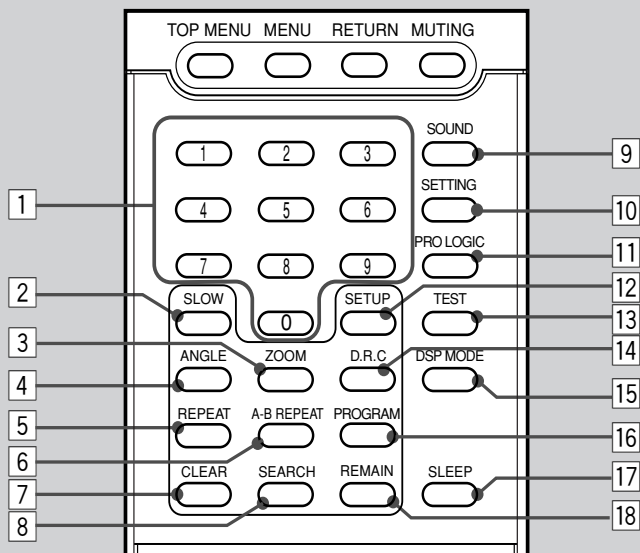 TOP MENU MENU RETURN MUTING
SOUND
1 2 3
9
SETTING
1
4 5 6
10
PRO LOGIC
11
7 8 9
2
SLOW
SETUP
TEST
12
0
13
3
ANGLE
ZOOM
D.R.C
DSP MODE
14
4
15
5
REPEAT
A-B REPEAT
PROGRAM
16
6
CLEAR
SEARCH
REMAIN
SLEEP
17
7
8
18